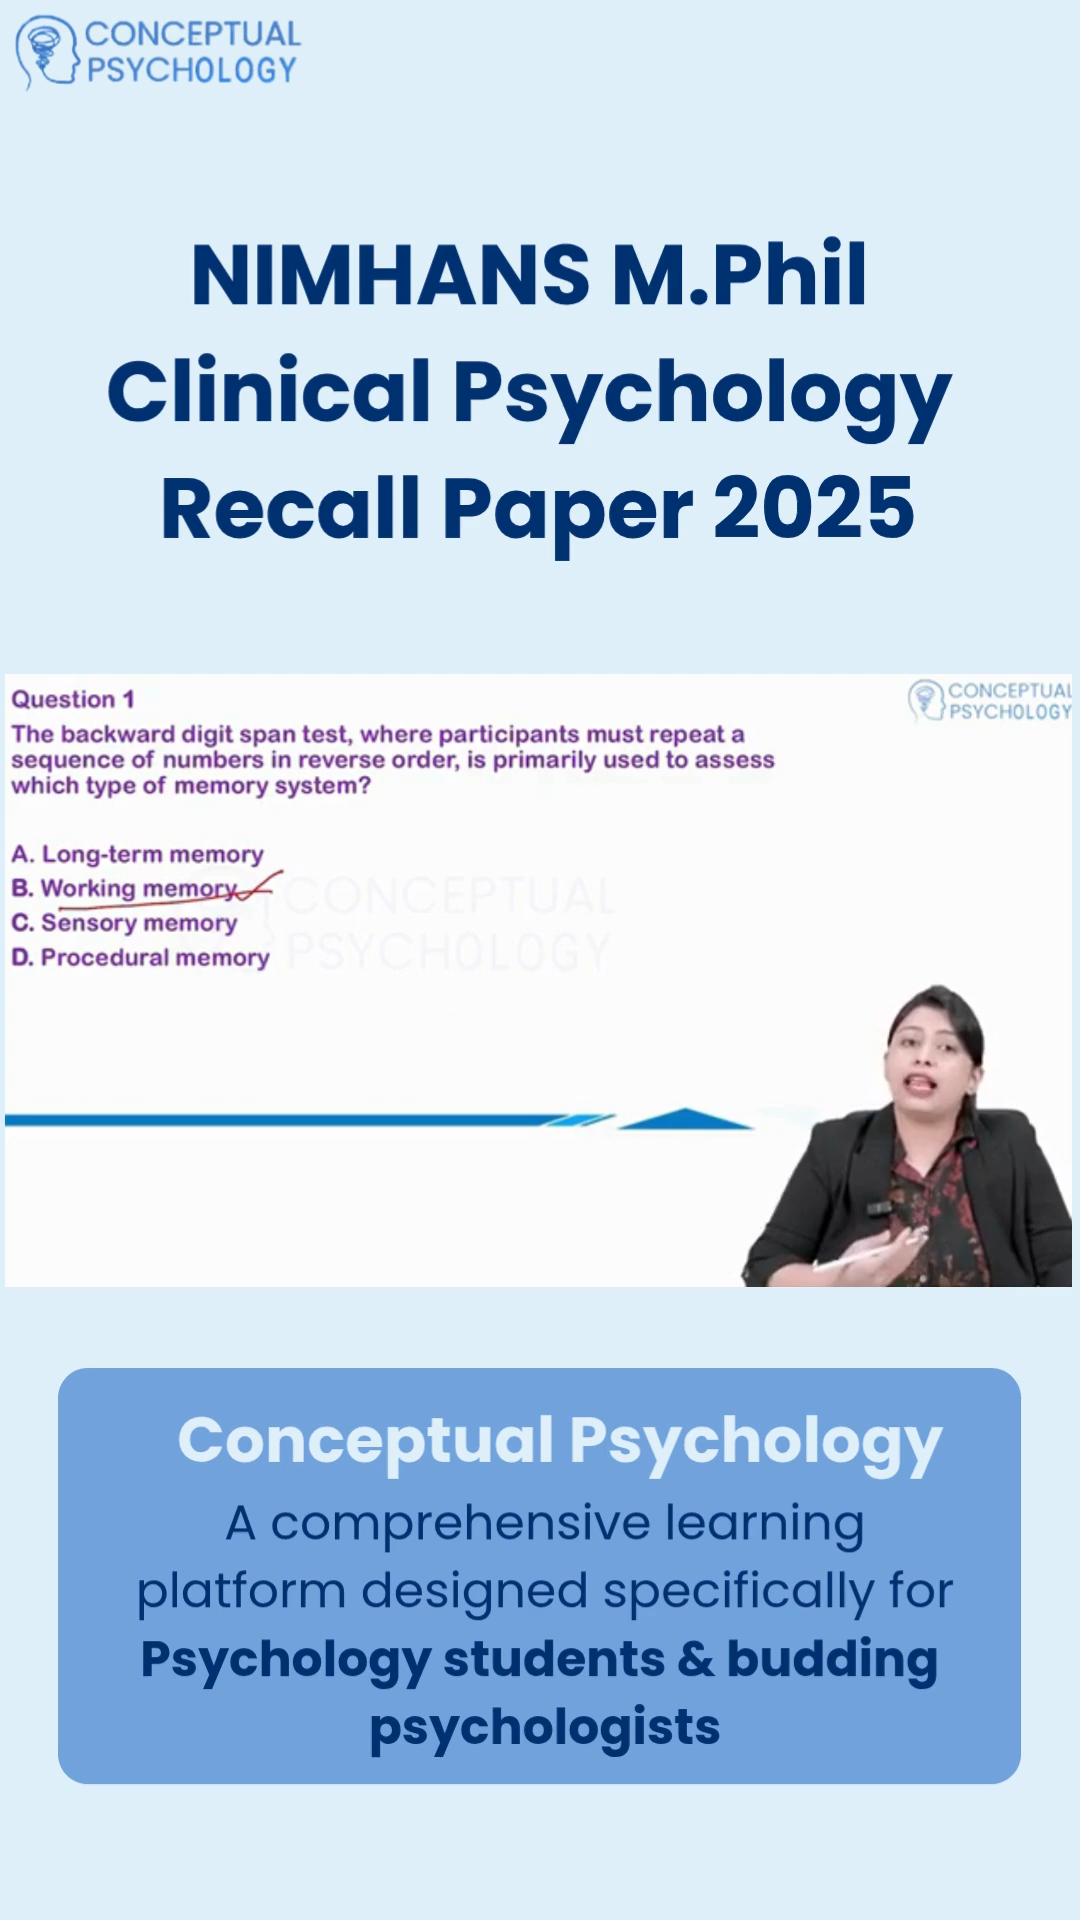 CONCEPTUAL
PSYCHOLOGY
NIMHANS M.Phil
Clinical Psychology
Recall Paper 2025
Question 1
CONCEPTUAL
PSYCHOLOGY
The backward digit span test, where participants must repeat a
sequence of numbers in reverse order, is primarily used to assess
which type of memory system?
A. Long-term memory
B. Working memory
C. Sensory memory
D. Procedural memory
CONCEPTUAL
PSYCHOLOGY
Conceptual Psychology
A comprehensive learning
platform designed specifically for
Psychology students & budding
psychologists